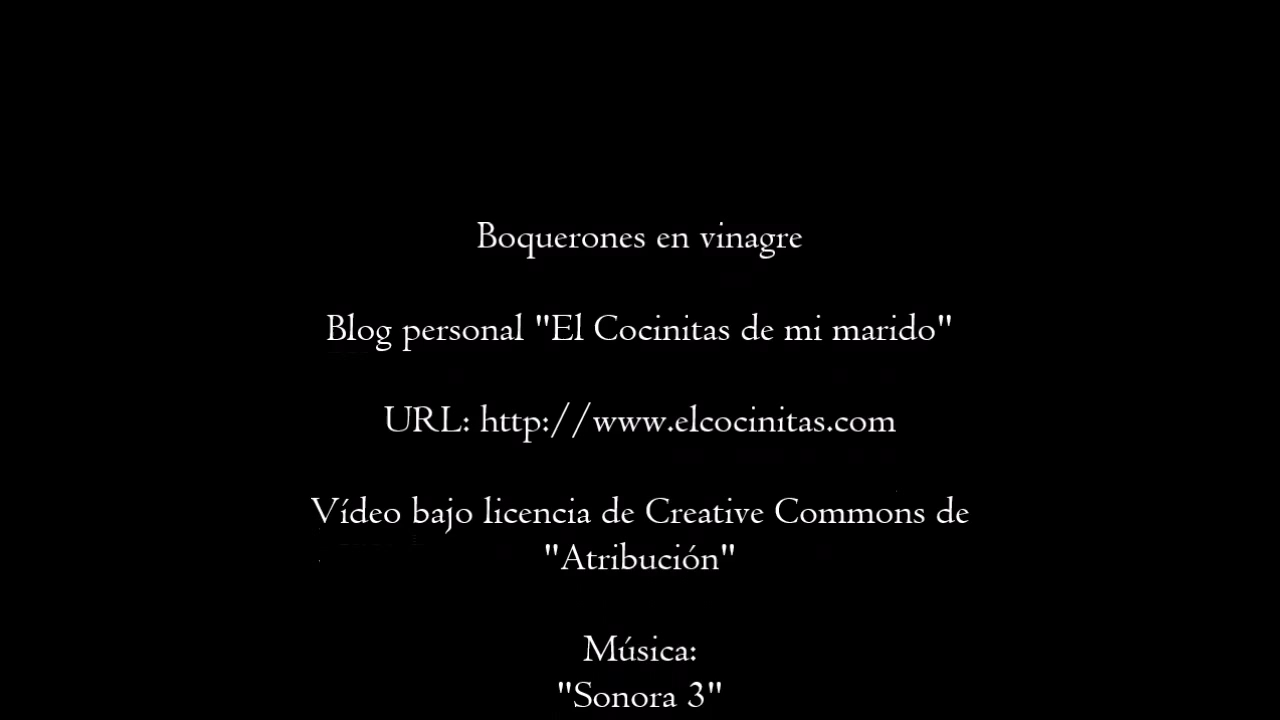 Boquerones en vinagre
Blog personal "El Cocinitas de mi marido"
URL: http://www.elcocinitas.com
Vídeo bajo licencia de Creative Commons de
"Atribución"
Música:
"Sonora 3"